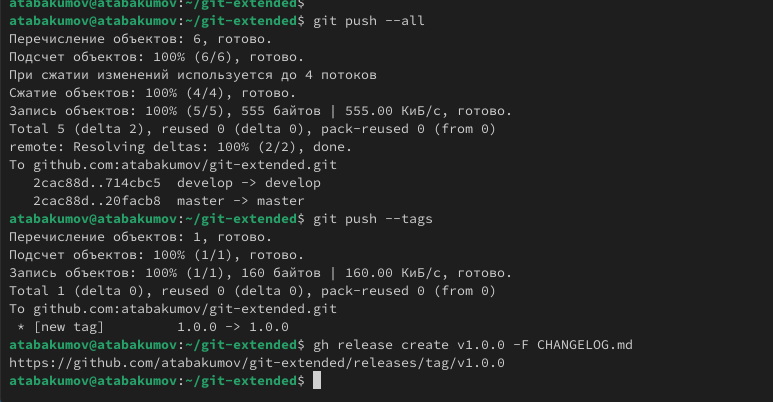 atabakumov@atabakumov:~/git-extended$
atabakumov@atabakumov:~/git-extended$ git push --all
Перечисление объектов: 6, готово.
Подсчет объектов: 100% (6/6), готово.
При сжатии изменений используется до 4 потоков
Сжатие объектов: 100% (4/4), готово.
Запись объектов: 100% (5/5), 555 байтов | 555.00 КиБ/с, готово.
Total 5 (delta 2), reused 0 (delta 0), pack-reused 0 (from 0)
remote: Resolving deltas: 100% (2/2), done.
To github.com:atabakumov/git-extended.git
   2cac88d..714cbc5  develop -> develop
   2cac88d..20facb8  master -> master
atabakumov@atabakumov:~/git-extended$ git push --tags
Перечисление объектов: 1, готово.
Подсчет объектов: 100% (1/1), готово.
Запись объектов: 100% (1/1), 160 байтов | 160.00 КиБ/с, готово.
Total 1 (delta 0), reused 0 (delta 0), pack-reused 0 (from 0)
To github.com:atabakumov/git-extended.git
 * [new tag]         1.0.0 -> 1.0.0
atabakumov@atabakumov:~/git-extended$ gh release create v1.0.0 -F CHANGELOG.md
https://github.com/atabakumov/git-extended/releases/tag/v1.0.0
atabakumov@atabakumov:~/git-extended$